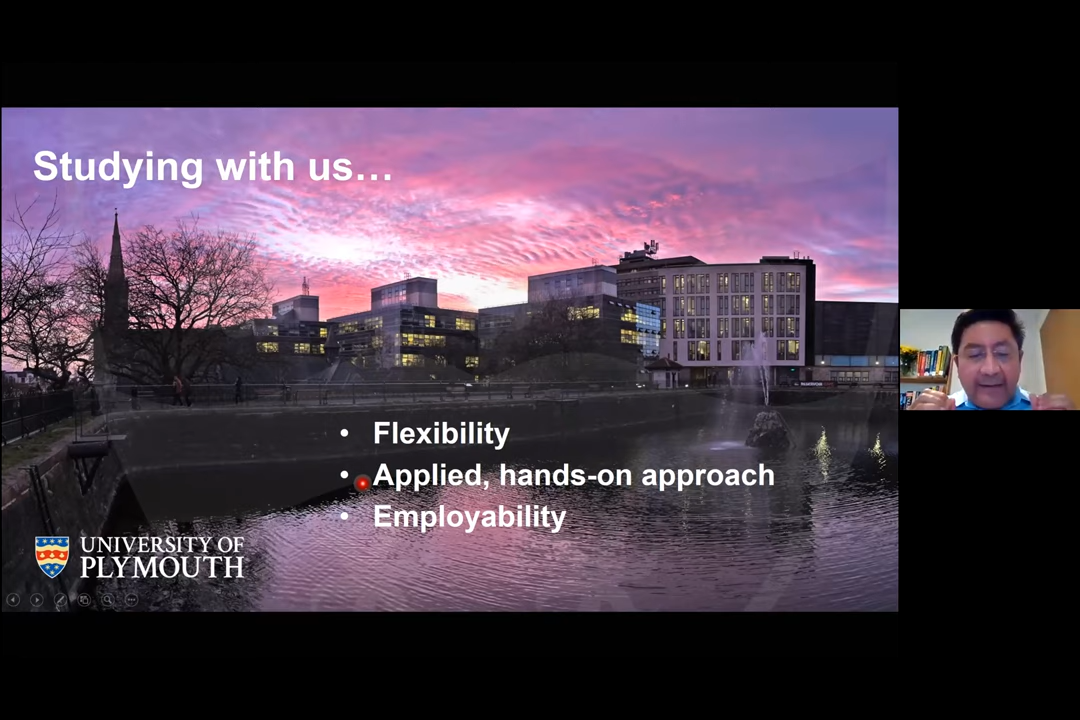 Studying with us…
• Flexibility
• Applied, hands-on approach
• Employability
UNIVERSITY OF
PLYMOUTH